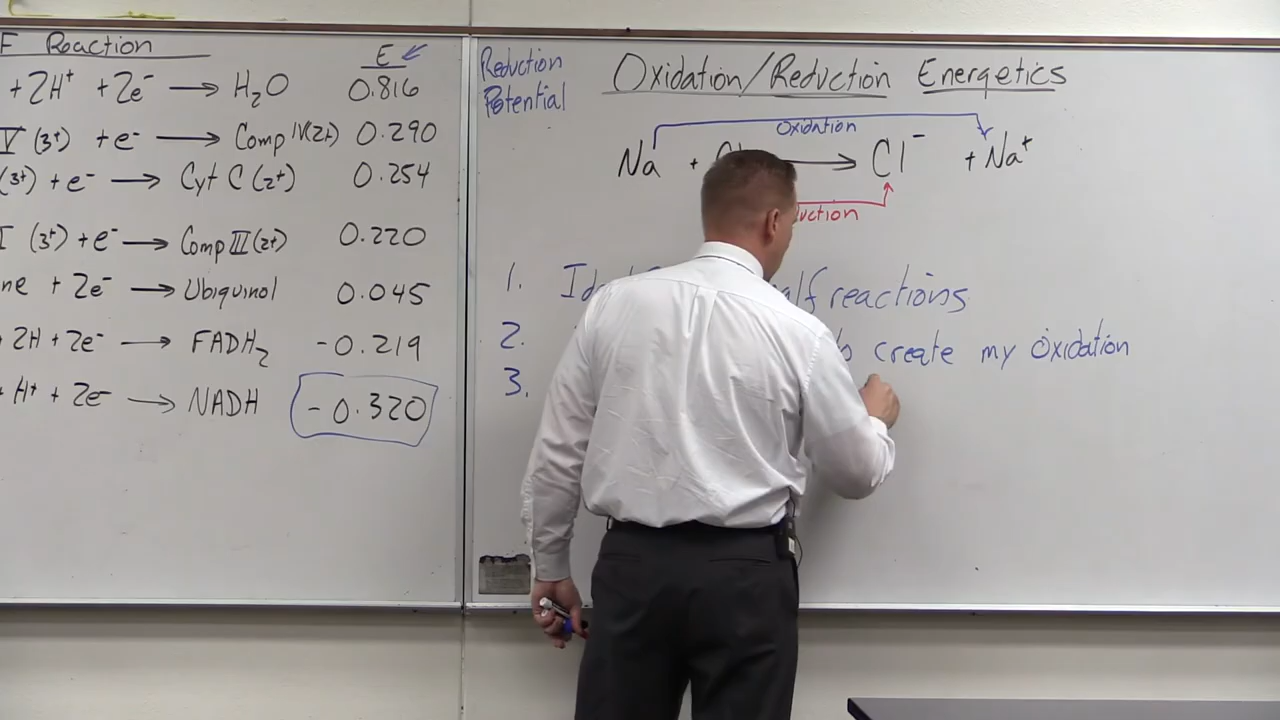 F Reaction E
+ 2H⁺ + 2e⁻ → H₂O 0.816
V (3⁺) + e⁻ → Comp IV(2+) 0.290
(3⁺) + e⁻ → Cyt C (2+) 0.254
I (3⁺) + e⁻ → Comp III (2+) 0.220
ne + 2e⁻ → Ubiquinol 0.045
2H + 2e⁻ → FADH₂ -0.219
+ H⁺ + 2e⁻ → NADH -0.320
Reduction
Potential
Oxidation/Reduction Energetics
Oxidation
Na + → Cl⁻ + Na⁺
uction
1. half reactions
2. to create my oxidation
3.